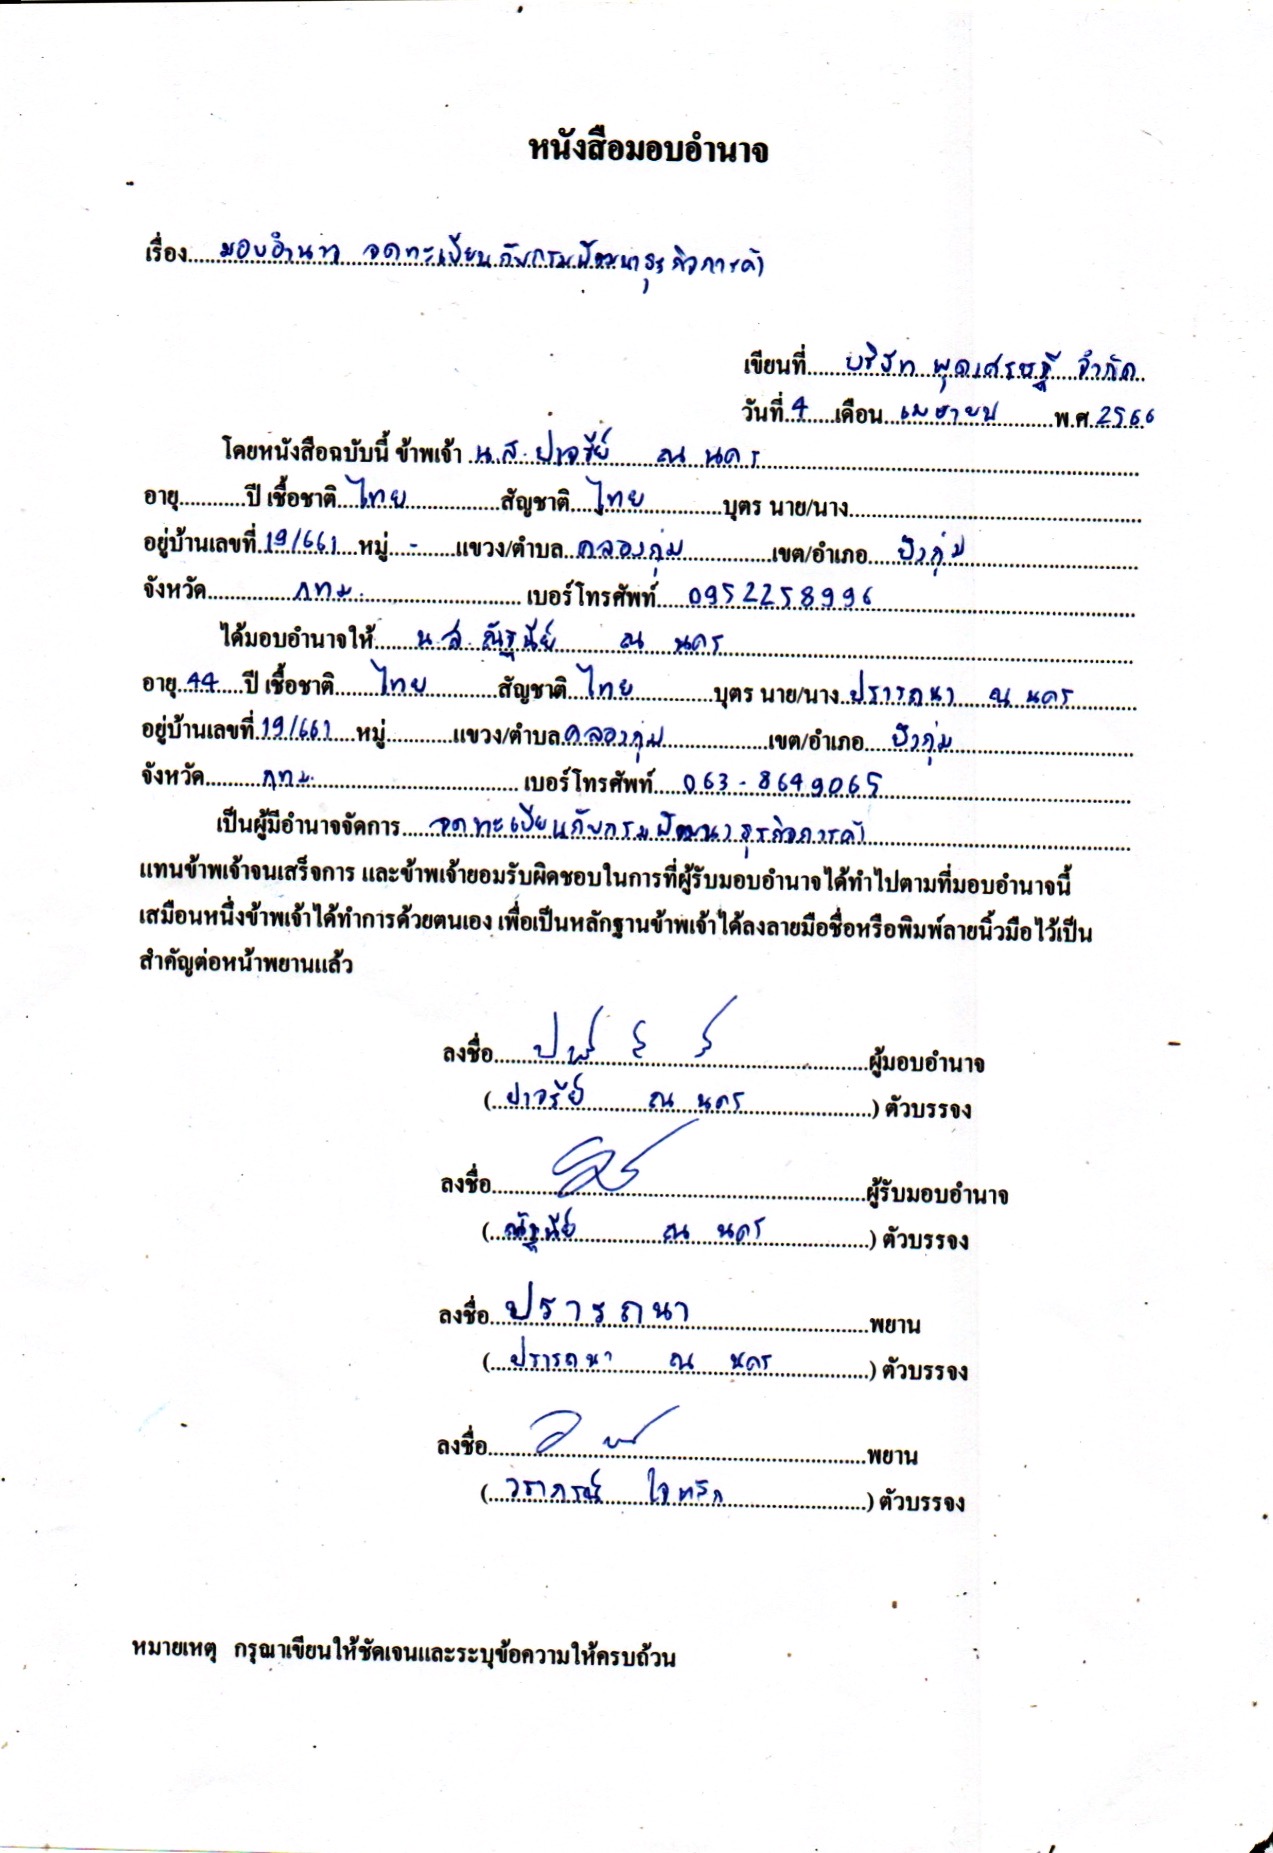 หนังสือมอบอำนาจ
เรื่อง มอบอำนาจ จดทะเบียนกับกรมพัฒนาธุรกิจการค้า
เขียนที่ บริษัท พุดเศรษฐี จำกัด
วันที่ 4 เดือน เมษายน พ.ศ. 2566
โดยหนังสือฉบับนี้ ข้าพเจ้า น.ส. ปาจรีย์ ณ นคร
อายุ ปี เชื้อชาติ ไทย สัญชาติ ไทย บุตร นาย/นาง
อยู่บ้านเลขที่ 19/661 หมู่ - แขวง/ตำบล คลองกุ่ม เขต/อำเภอ บึงกุ่ม
จังหวัด กทม. เบอร์โทรศัพท์ 0952258996
ได้มอบอำนาจให้ น.ส. ณัฐนีย์ ณ นคร
อายุ 44 ปี เชื้อชาติ ไทย สัญชาติ ไทย บุตร นาย/นาง ปรารถนา ณ นคร
อยู่บ้านเลขที่ 19/661 หมู่ แขวง/ตำบล คลองกุ่ม เขต/อำเภอ บึงกุ่ม
จังหวัด กทม. เบอร์โทรศัพท์ 063-8649065
เป็นผู้มีอำนาจจัดการ จดทะเบียนกับกรมพัฒนาธุรกิจการค้า
แทนข้าพเจ้าจนเสร็จการ และข้าพเจ้ายอมรับผิดชอบในการที่ผู้รับมอบอำนาจได้ทำไปตามที่มอบอำนาจนี้
เสมือนหนึ่งข้าพเจ้าได้ทำการด้วยตนเอง เพื่อเป็นหลักฐานข้าพเจ้าได้ลงลายมือชื่อหรือพิมพ์ลายนิ้วมือไว้เป็น
สำคัญต่อหน้าพยานแล้ว
ลงชื่อ ผู้มอบอำนาจ
( ปาจรีย์ ณ นคร ) ตัวบรรจง
ลงชื่อ ผู้รับมอบอำนาจ
( ณัฐนีย์ ณ นคร ) ตัวบรรจง
ลงชื่อ ปรารถนา พยาน
( ปรารถนา ณ นคร ) ตัวบรรจง
ลงชื่อ พยาน
( วราภรณ์ ) ตัวบรรจง
หมายเหตุ กรุณาเขียนให้ชัดเจนและระบุข้อความให้ครบถ้วน